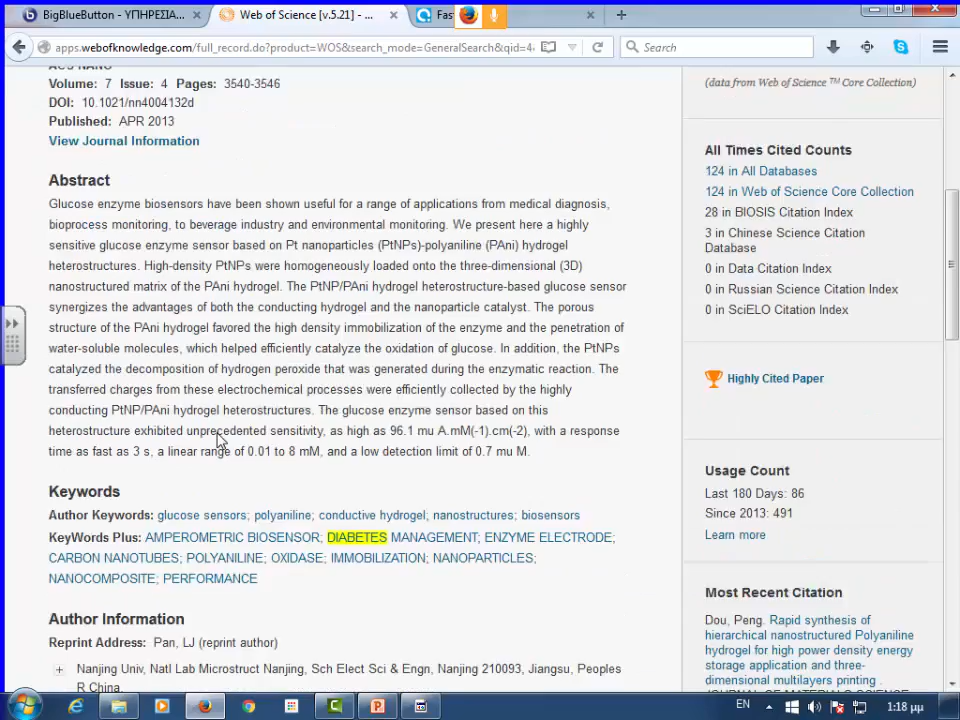 BigBlueButton - ΥΠΗΡΕΣΙΑ...
Web of Science [v.5.21] - ...
Fas
apps.webofknowledge.com/full_record.do?product=WOS&search_mode=GeneralSearch&qid=4
Search
ACS NANO
Volume: 7 Issue: 4 Pages: 3540-3546
DOI: 10.1021/nn4004132d
Published: APR 2013
View Journal Information
Abstract
Glucose enzyme biosensors have been shown useful for a range of applications from medical diagnosis,
bioprocess monitoring, to beverage industry and environmental monitoring. We present here a highly
sensitive glucose enzyme sensor based on Pt nanoparticles (PtNPs)-polyaniline (PAni) hydrogel
heterostructures. High-density PtNPs were homogeneously loaded onto the three-dimensional (3D)
nanostructured matrix of the PAni hydrogel. The PtNP/PAni hydrogel heterostructure-based glucose sensor
synergizes the advantages of both the conducting hydrogel and the nanoparticle catalyst. The porous
structure of the PAni hydrogel favored the high density immobilization of the enzyme and the penetration of
water-soluble molecules, which helped efficiently catalyze the oxidation of glucose. In addition, the PtNPs
catalyzed the decomposition of hydrogen peroxide that was generated during the enzymatic reaction. The
transferred charges from these electrochemical processes were efficiently collected by the highly
conducting PtNP/PAni hydrogel heterostructures. The glucose enzyme sensor based on this
heterostructure exhibited unprecedented sensitivity, as high as 96.1 mu A.mM(-1).cm(-2), with a response
time as fast as 3 s, a linear range of 0.01 to 8 mM, and a low detection limit of 0.7 mu M.
Keywords
Author Keywords: glucose sensors; polyaniline; conductive hydrogel; nanostructures; biosensors
KeyWords Plus: AMPEROMETRIC BIOSENSOR; DIABETES MANAGEMENT; ENZYME ELECTRODE;
CARBON NANOTUBES; POLYANILINE; OXIDASE; IMMOBILIZATION; NANOPARTICLES;
NANOCOMPOSITE; PERFORMANCE
Author Information
Reprint Address: Pan, LJ (reprint author)
Nanjing Univ, Natl Lab Microstruct Nanjing, Sch Elect Sci & Engn, Nanjing 210093, Jiangsu, Peoples
R China.
(data from Web of Science ™ Core Collection)
All Times Cited Counts
124 in All Databases
124 in Web of Science Core Collection
28 in BIOSIS Citation Index
3 in Chinese Science Citation
Database
0 in Data Citation Index
0 in Russian Science Citation Index
0 in SciELO Citation Index
Highly Cited Paper
Usage Count
Last 180 Days: 86
Since 2013: 491
Learn more
Most Recent Citation
Dou, Peng. Rapid synthesis of
hierarchical nanostructured Polyaniline
hydrogel for high power density energy
storage application and three-
dimensional multilayers printing .
JOURNAL OF MATERIALS SCIENCE
EN
1:18 μμ